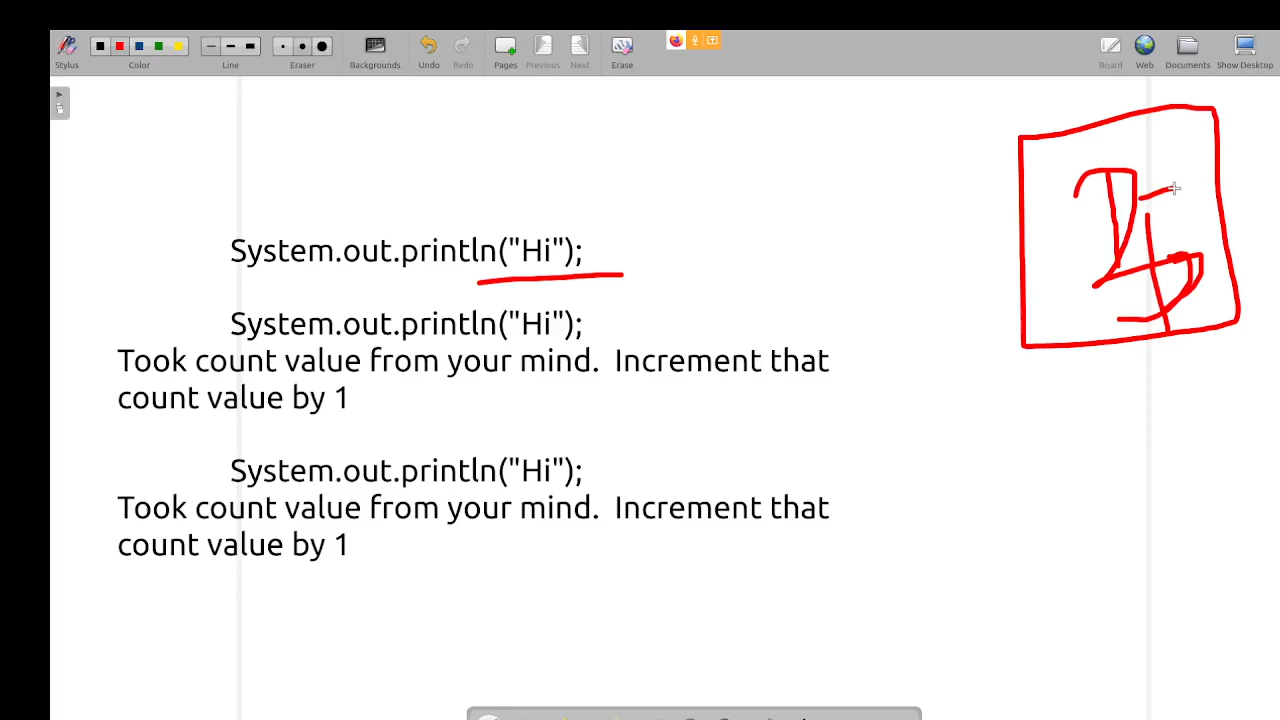 Stylus Color Line Eraser Backgrounds Undo Redo Pages Previous Next Erase Board Web Documents Show Desktop
System.out.println("Hi");
System.out.println("Hi");
Took count value from your mind.  Increment that
count value by 1
System.out.println("Hi");
Took count value from your mind.  Increment that
count value by 1